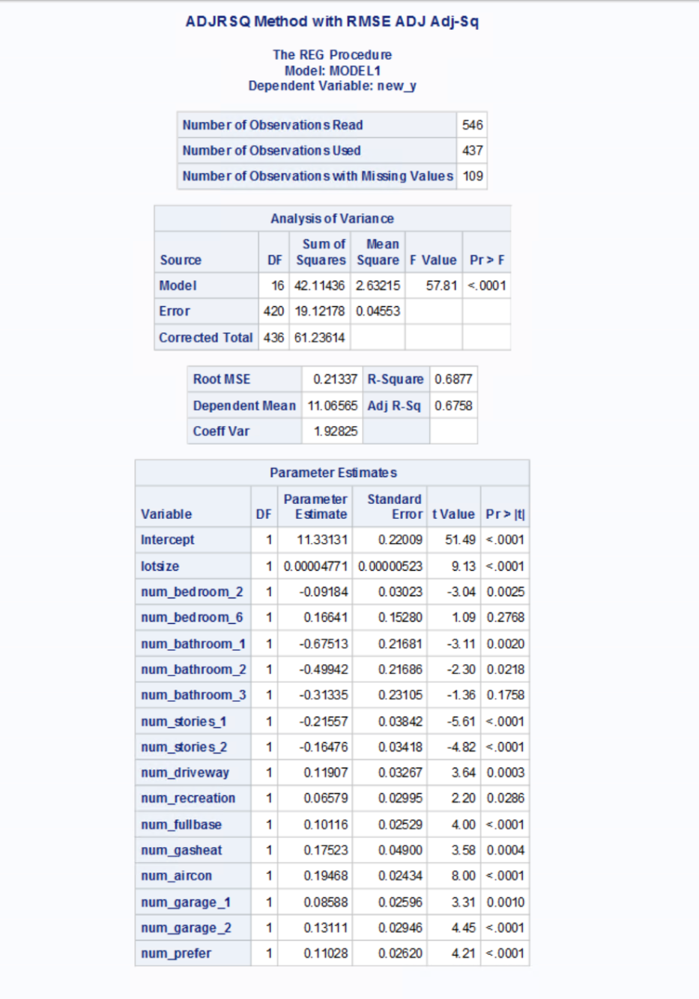 ADJRSQ Method with RMSE ADJ Adj-Sq
The REG Procedure
Model: MODEL1
Dependent Variable: new_y
Number of Observations Read 546
Number of Observations Used 437
Number of Observations with Missing Values 109
Analysis of Variance
Source DF Sum of Squares Mean Square F Value Pr > F
Model 16 42.11436 2.63215 57.81 <.0001
Error 420 19.12178 0.04553
Corrected Total 436 61.23614
Root MSE 0.21337 R-Square 0.6877
Dependent Mean 11.06565 Adj R-Sq 0.6758
Coeff Var 1.92825
Parameter Estimates
Variable DF Parameter Estimate Standard Error t Value Pr > |t|
Intercept 1 11.33131 0.22009 51.49 <.0001
lotsize 1 0.00004771 0.00000523 9.13 <.0001
num_bedroom_2 1 -0.09184 0.03023 -3.04 0.0025
num_bedroom_6 1 0.16641 0.15280 1.09 0.2768
num_bathroom_1 1 -0.67513 0.21681 -3.11 0.0020
num_bathroom_2 1 -0.49942 0.21686 -2.30 0.0218
num_bathroom_3 1 -0.31335 0.23105 -1.36 0.1758
num_stories_1 1 -0.21557 0.03842 -5.61 <.0001
num_stories_2 1 -0.16476 0.03418 -4.82 <.0001
num_driveway 1 0.11907 0.03267 3.64 0.0003
num_recreation 1 0.06579 0.02995 2.20 0.0286
num_fullbase 1 0.10116 0.02529 4.00 <.0001
num_gasheat 1 0.17523 0.04900 3.58 0.0004
num_aircon 1 0.19468 0.02434 8.00 <.0001
num_garage_1 1 0.08588 0.02596 3.31 0.0010
num_garage_2 1 0.13111 0.02946 4.45 <.0001
num_prefer 1 0.11028 0.02620 4.21 <.0001